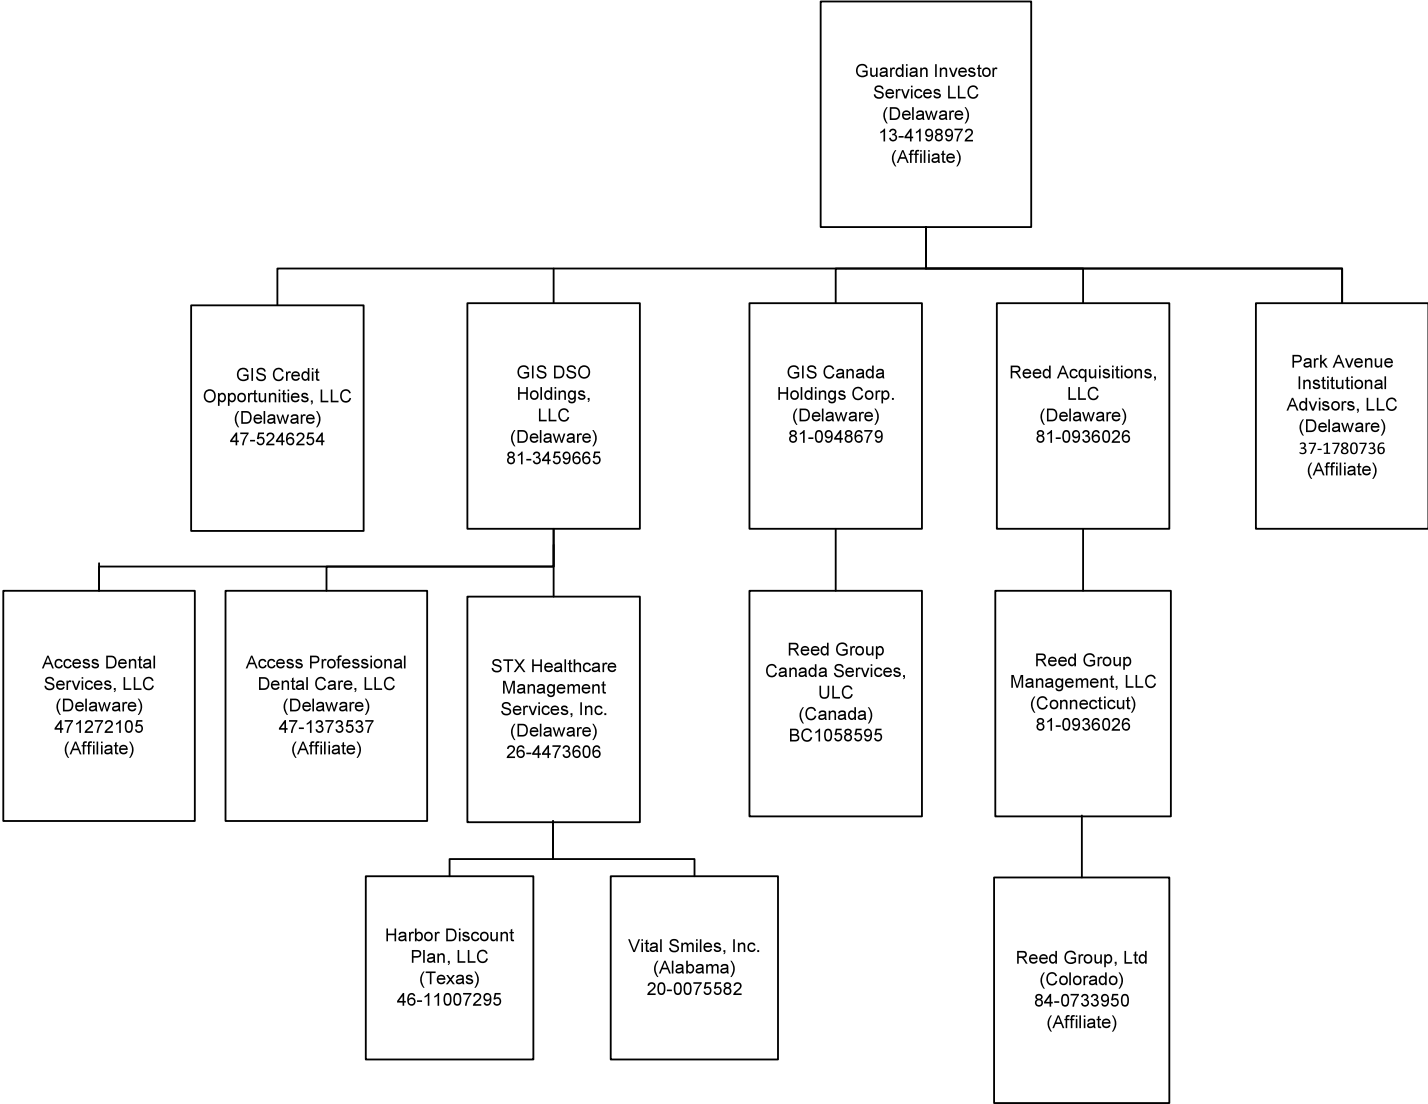 Guardian Investor
Services LLC
(Delaware)
13-4198972
(Affiliate)
GIS Credit
Opportunities, LLC
(Delaware)
47-5246254
GIS DSO
Holdings,
LLC
(Delaware)
81-3459665
GIS Canada
Holdings Corp.
(Delaware)
81-0948679
Reed Acquisitions,
LLC
(Delaware)
81-0936026
Park Avenue
Institutional
Advisors, LLC
(Delaware)
37-1780736
(Affiliate)
Access Dental
Services, LLC
(Delaware)
471272105
(Affiliate)
Access Professional
Dental Care, LLC
(Delaware)
47-1373537
(Affiliate)
STX Healthcare
Management
Services, Inc.
(Delaware)
26-4473606
Reed Group
Canada Services,
ULC
(Canada)
BC1058595
Reed Group
Management, LLC
(Connecticut)
81-0936026
Harbor Discount
Plan, LLC
(Texas)
46-11007295
Vital Smiles, Inc.
(Alabama)
20-0075582
Reed Group, Ltd
(Colorado)
84-0733950
(Affiliate)